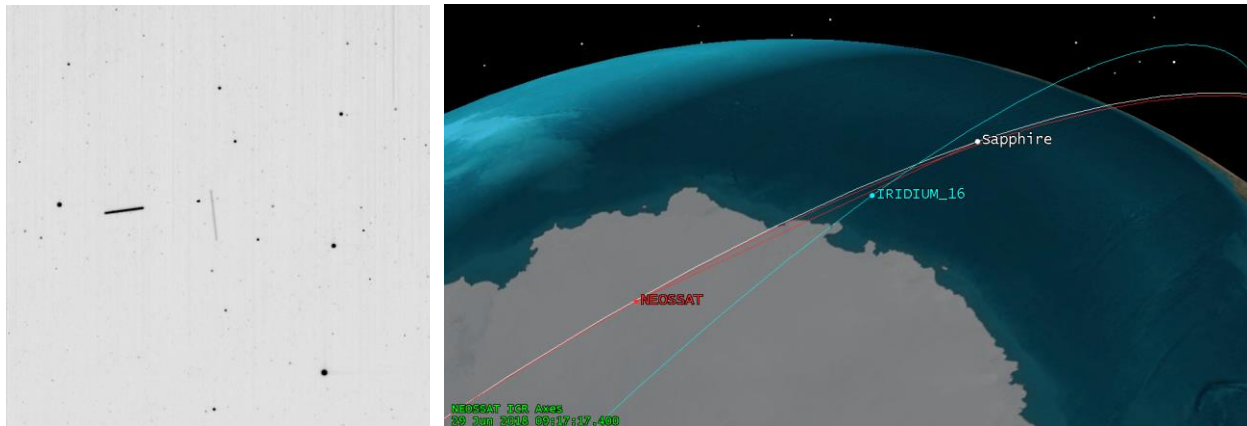 Sapphire
IRIDIUM_16
NEOSSAT
NEOSSAT ICR Axes
29 Jun 2018 09:17:17.400